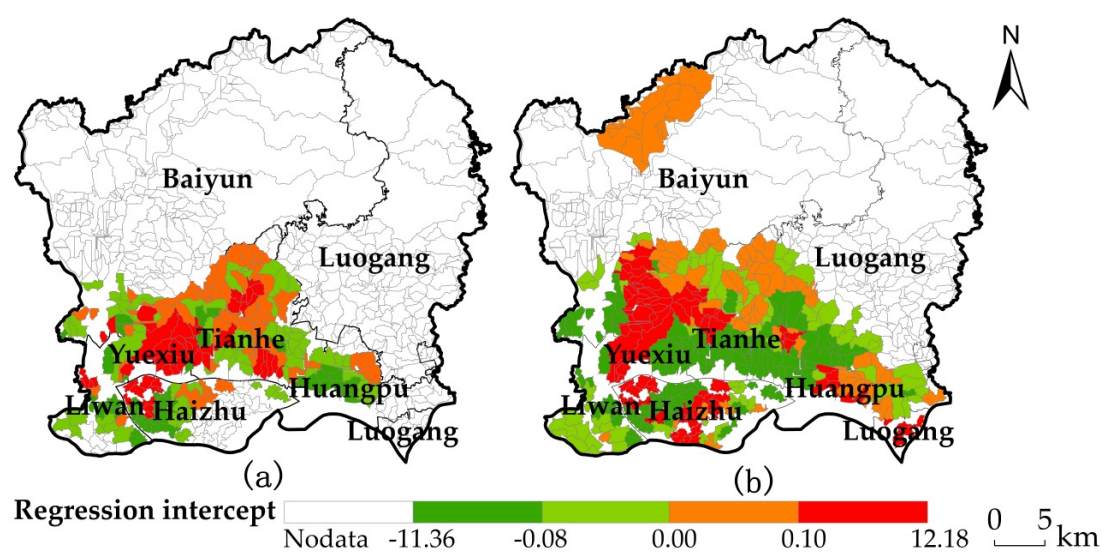 N
Baiyun
Baiyun
Luogang
Luogang
Tianhe
Tianhe
Yuexiu
Yuexiu
Huangpu
Huangpu
Liwan
Haizhu
Liwan
Haizhu
Luogang
Luogang
(a)
(b)
Regression intercept
Nodata -11.36 -0.08 0.00 0.10 12.18
0 5 km